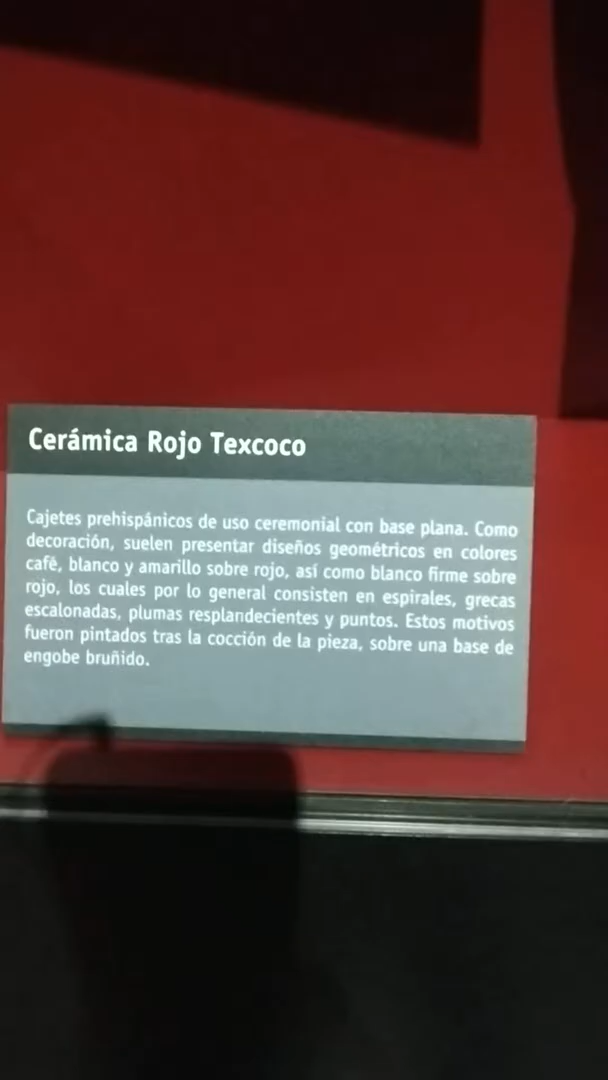 Cerámica Rojo Texcoco
Cajetes prehispánicos de uso ceremonial con base plana. Como
decoración, suelen presentar diseños geométricos en colores
café, blanco y amarillo sobre rojo, así como blanco firme sobre
rojo, los cuales por lo general consisten en espirales, grecas
escalonadas, plumas resplandecientes y puntos. Estos motivos
fueron pintados tras la cocción de la pieza, sobre una base de
engobe bruñido.